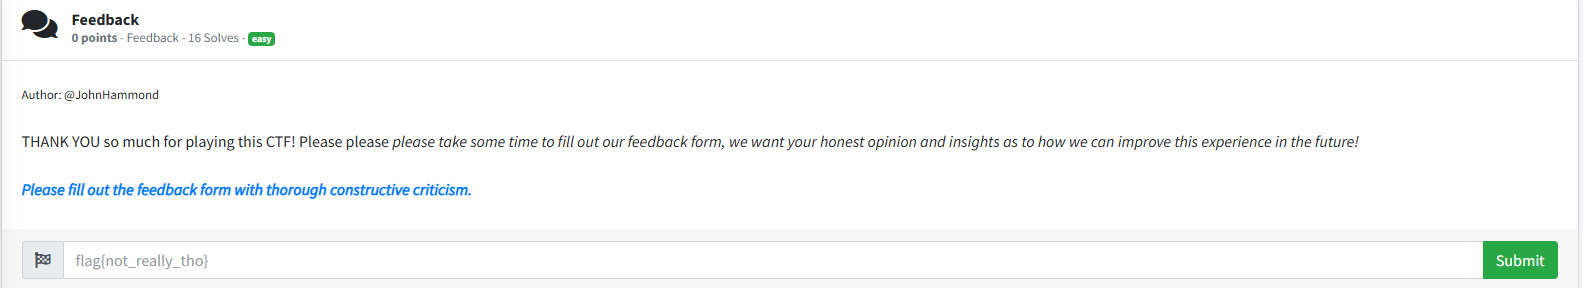 Feedback
0 points - Feedback - 16 Solves - easy
Author: @JohnHammond
THANK YOU so much for playing this CTF! Please please please take some time to fill out our feedback form, we want your honest opinion and insights as to how we can improve this experience in the future!
Please fill out the feedback form with thorough constructive criticism.
flag{not_really_tho}
Submit